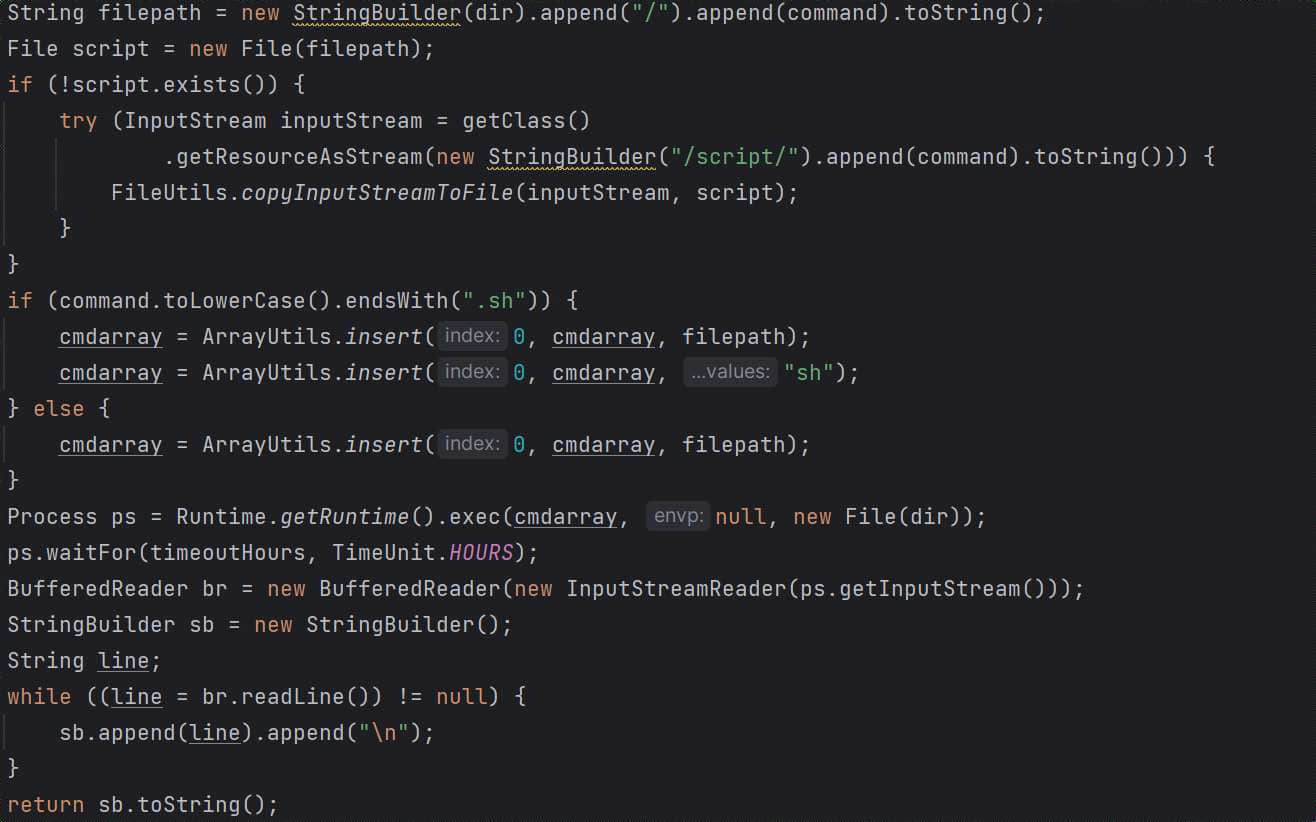 String filepath = new StringBuilder(dir).append("/").append(command).toString();
File script = new File(filepath);
if (!script.exists()) {
    try (InputStream inputStream = getClass()
            .getResourceAsStream(new StringBuilder("/script/").append(command).toString())) {
        FileUtils.copyInputStreamToFile(inputStream, script);
    }
}
if (command.toLowerCase().endsWith(".sh")) {
    cmdarray = ArrayUtils.insert( index: 0, cmdarray, filepath);
    cmdarray = ArrayUtils.insert( index: 0, cmdarray, ...values: "sh");
} else {
    cmdarray = ArrayUtils.insert( index: 0, cmdarray, filepath);
}
Process ps = Runtime.getRuntime().exec(cmdarray, envp: null, new File(dir));
ps.waitFor(timeoutHours, TimeUnit.HOURS);
BufferedReader br = new BufferedReader(new InputStreamReader(ps.getInputStream()));
StringBuilder sb = new StringBuilder();
String line;
while ((line = br.readLine()) != null) {
    sb.append(line).append("\n");
}
return sb.toString();